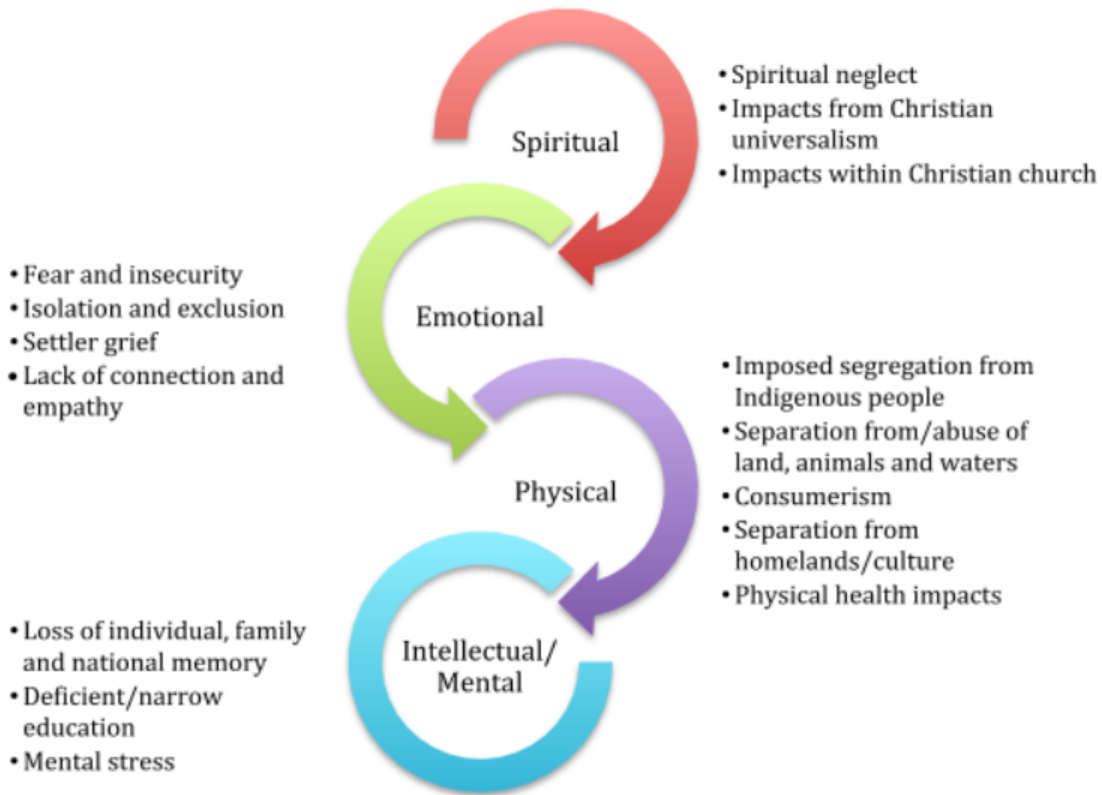 Spiritual
• Spiritual neglect
• Impacts from Christian
universalism
• Impacts within Christian church
Emotional
• Fear and insecurity
• Isolation and exclusion
• Settler grief
• Lack of connection and
empathy
Physical
• Imposed segregation from
Indigenous people
• Separation from/abuse of
land, animals and waters
• Consumerism
• Separation from
homelands/culture
• Physical health impacts
Intellectual/
Mental
• Loss of individual, family
and national memory
• Deficient/narrow
education
• Mental stress